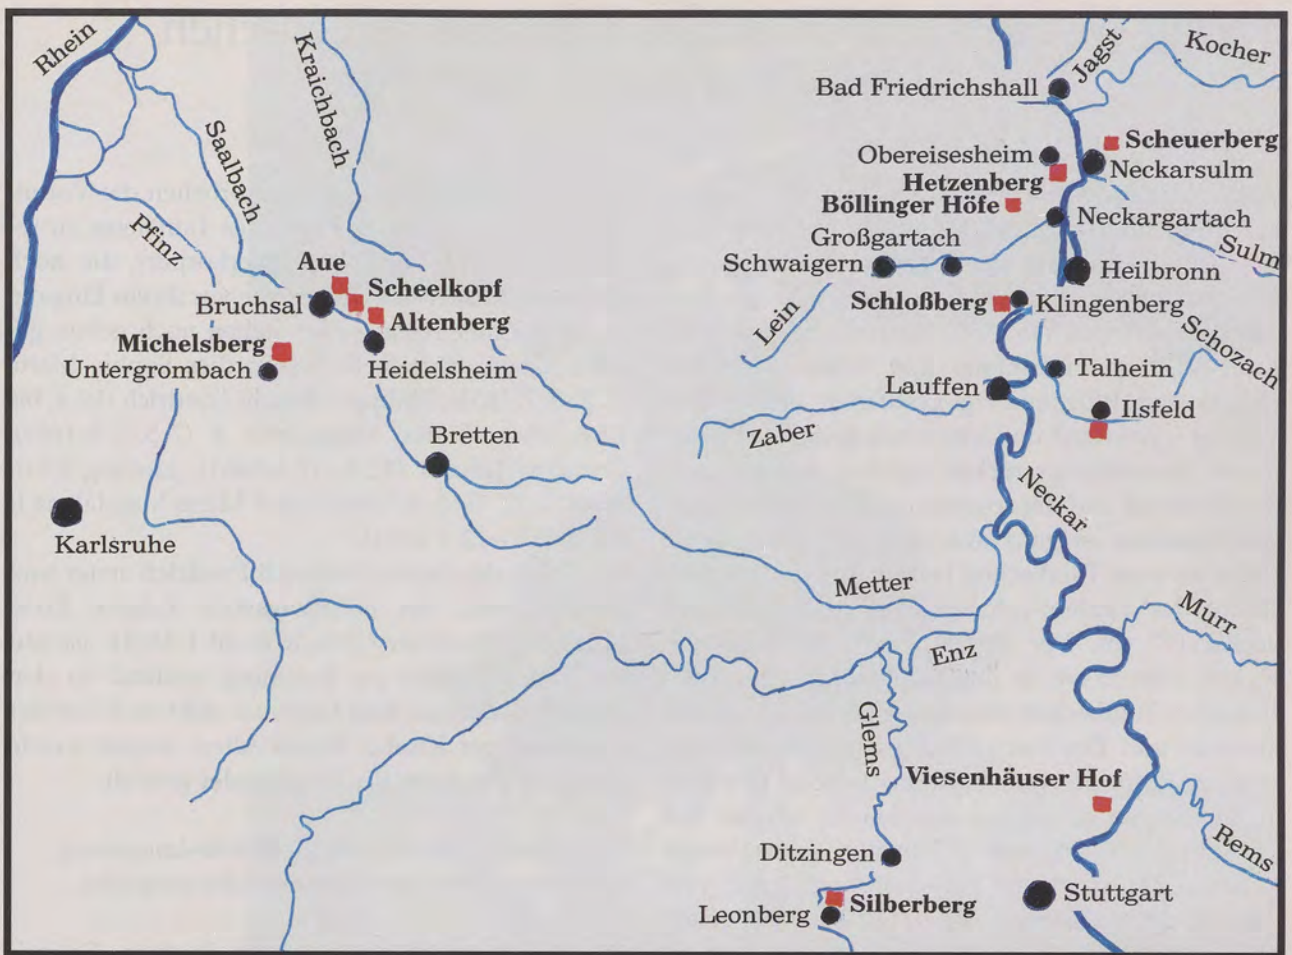 Rhein
Kraichbach
Saalbach
Pfinz
Jagst
Kocher
Bad Friedrichshall
Scheuerberg
Obereisesheim
Neckarsulm
Hetzenberg
Böllinger Höfe
Neckargartach
Großgartach
Sulm
Schwaigern
Heilbronn
Aue
Scheelkopf
Bruchsal
Altenberg
Schloßberg
Klingenberg
Lein
Schozach
Michelsberg
Untergrombach
Heidelsheim
Talheim
Lauffen
Ilsfeld
Bretten
Zaber
Neckar
Karlsruhe
Metter
Murr
Enz
Glems
Viesenhäuser Hof
Rems
Ditzingen
Stuttgart
Silberberg
Leonberg